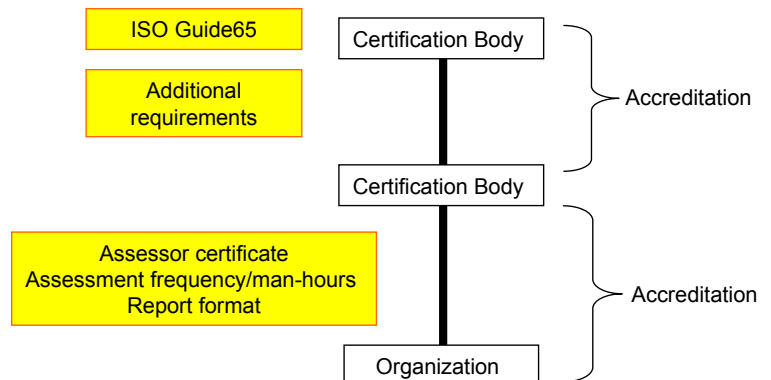 ISO Guide65
Certification Body
Additional
requirements
Accreditation
Certification Body
Assessor certificate
Assessment frequency/man-hours
Report format
Accreditation
Organization